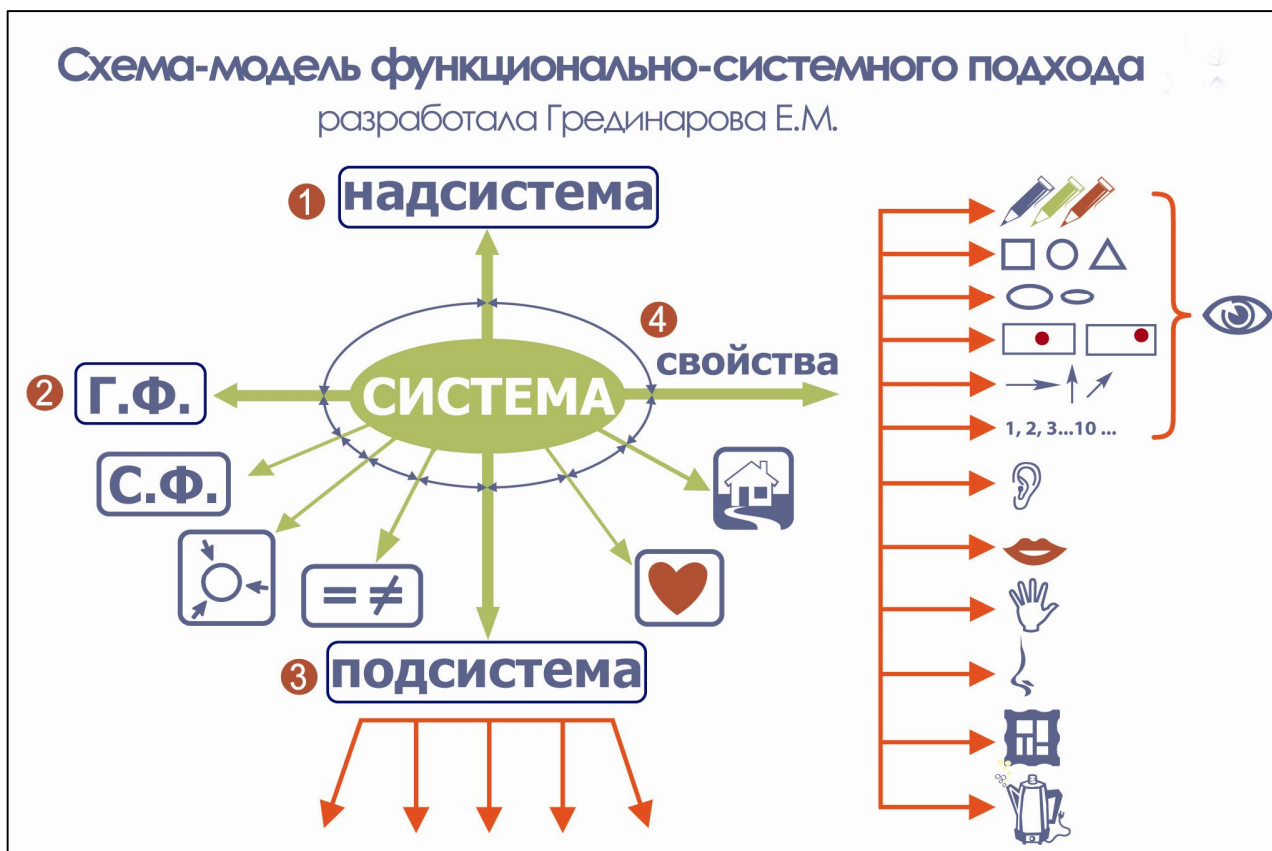 Схема-модель функционально-системного подхода
разработала Грединарова Е.М.
1 надсистема
4
свойства
2 Г.Ф.
СИСТЕМА
С.Ф.
= ≠
3 подсистема
1, 2, 3...10 ...